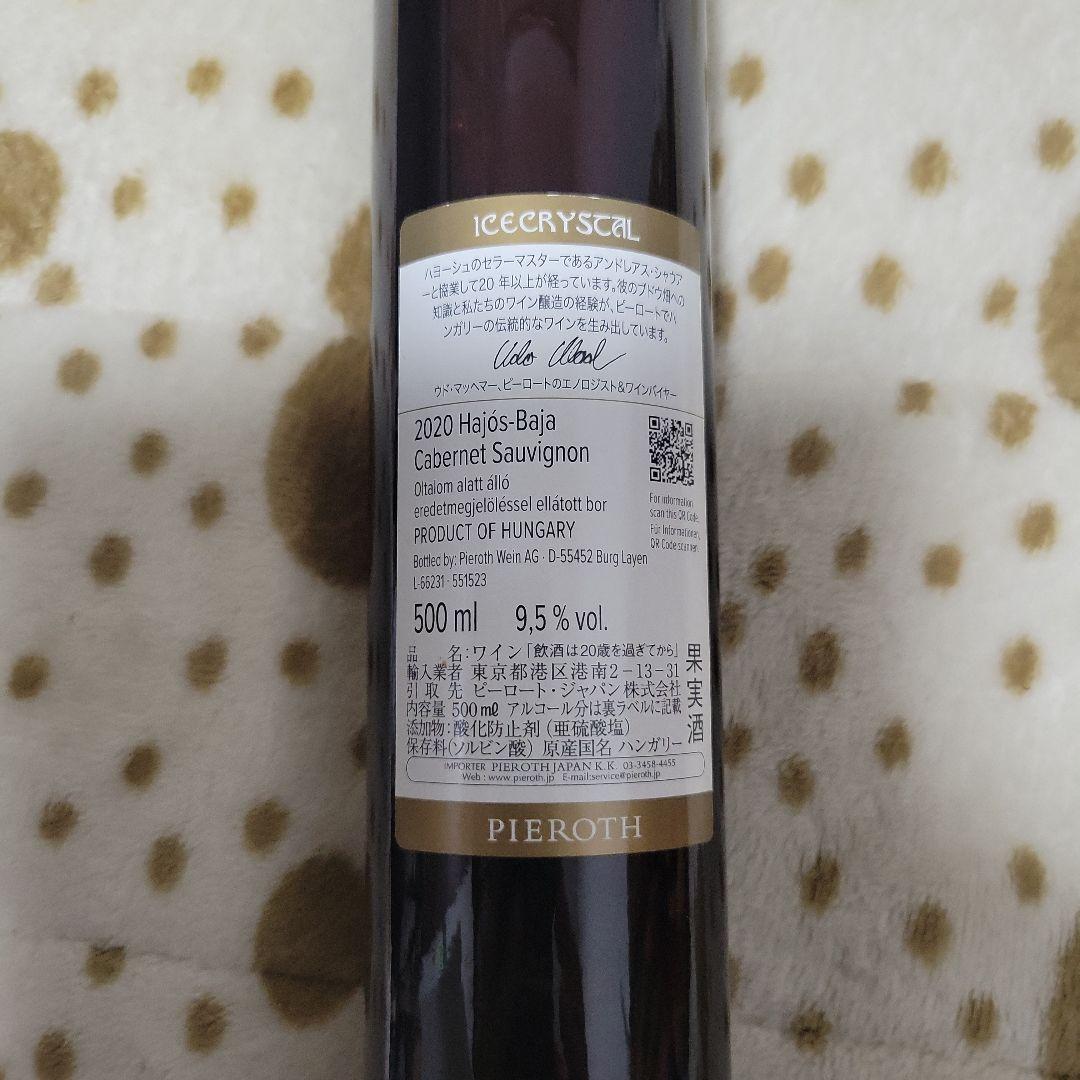 ICECRYSTAL
ハヨーシュのセラーマスターであるアンドレアス・シャウア
ーと協業して20 年以上が経っています。彼のブドウ畑への
知識と私たちのワイン醸造の経験が、ピーロートでハ
ンガリーの伝統的なワインを生み出しています。
ウド・マッヘマー、ピーロートのエノロジスト&ワインバイヤー
2020 Hajós-Baja
Cabernet Sauvignon
Oltalom alatt álló
eredetmegjelöléssel ellátott bor
PRODUCT OF HUNGARY
Bottled by: Pieroth Wein AG · D-55452 Burg Layen
L-66231 · 551523
500 ml 9,5 % vol.
For information
scan this QR Code.
Für Informationen
QR Code scannen.
品 名:ワイン「飲酒は20歳を過ぎてから」
輸入業者 東京都港区港南2-13-31
引 取 先 ピーロート・ジャパン株式会社
内容量 500㎖ アルコール分は裏ラベルに記載
添加物:酸化防止剤(亜硫酸塩)
保存料(ソルビン酸) 原産国名 ハンガリー
果実酒
IMPORTER PIEROTH JAPAN K.K. 03-3458-4455
Web : www.pieroth.jp E-mail:service@pieroth.jp
PIEROTH